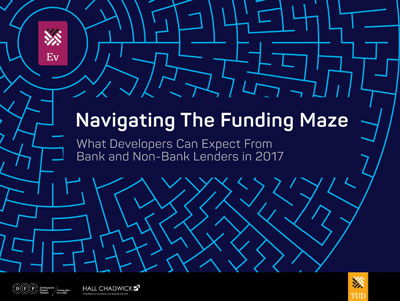 Ev
Navigating The Funding Maze
What Developers Can Expect From
Bank and Non-Bank Lenders in 2017
HALL CHADWICK
TUD